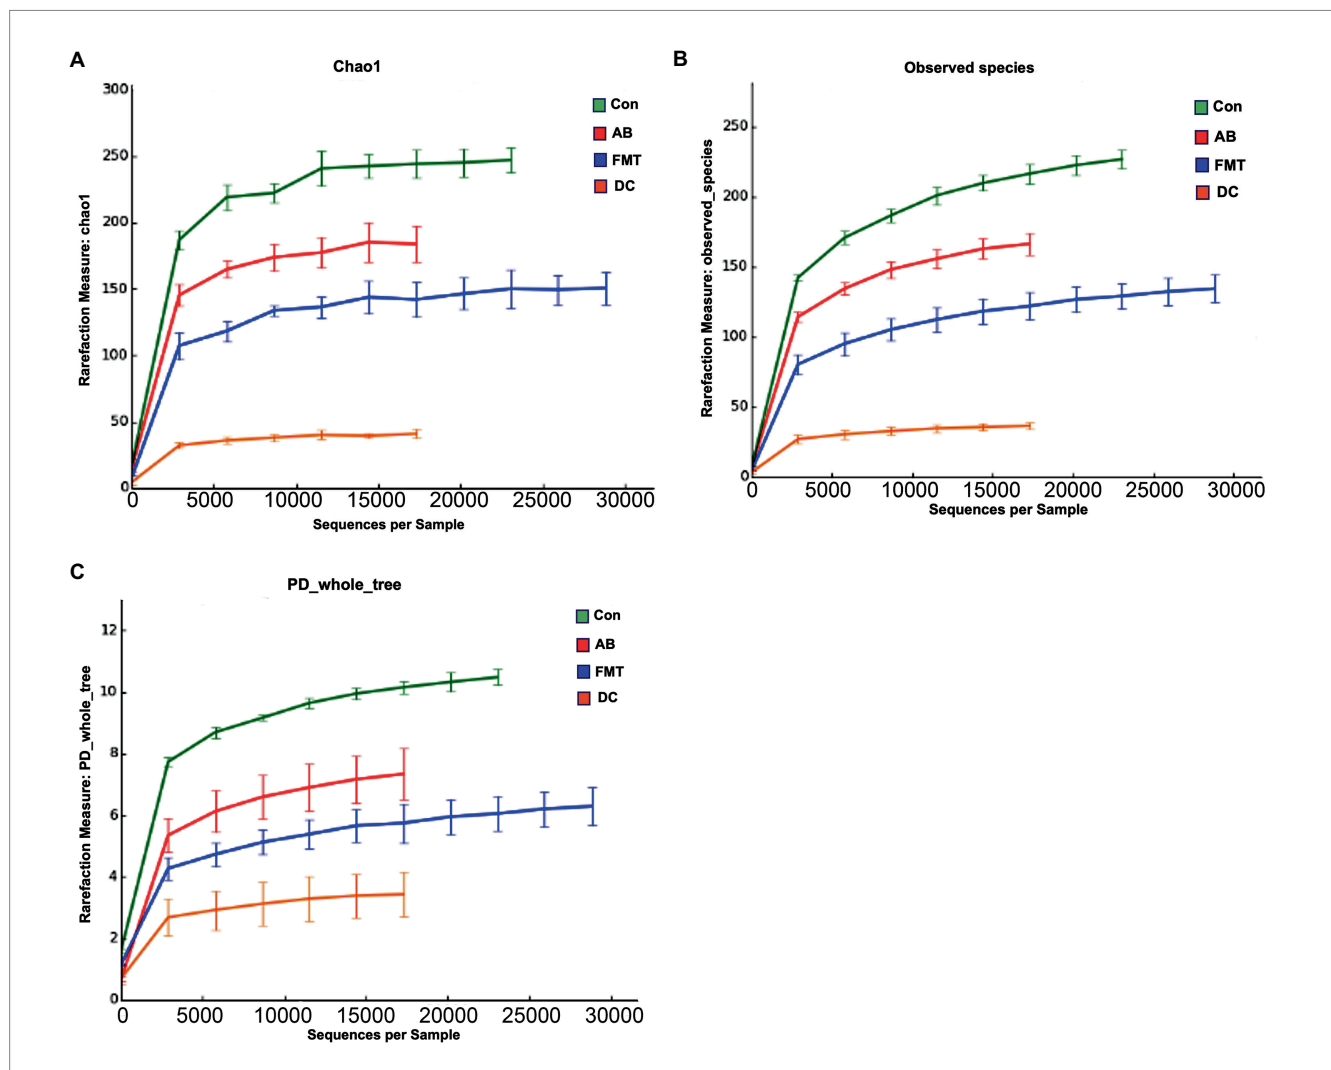 A
Chao1
Rarefaction Measure: chao1
300
250
200
150
100
50
0
0 5000 10000 15000 20000 25000 30000
Sequences per Sample
Con
AB
FMT
DC
B
Observed species
Rarefaction Measure: observed_species
250
200
150
100
50
0
0 5000 10000 15000 20000 25000 30000
Sequences per Sample
Con
AB
FMT
DC
C
PD_whole_tree
Rarefaction Measure: PD_whole_tree
12
10
8
6
4
2
0
0 5000 10000 15000 20000 25000 30000
Sequences per Sample
Con
AB
FMT
DC